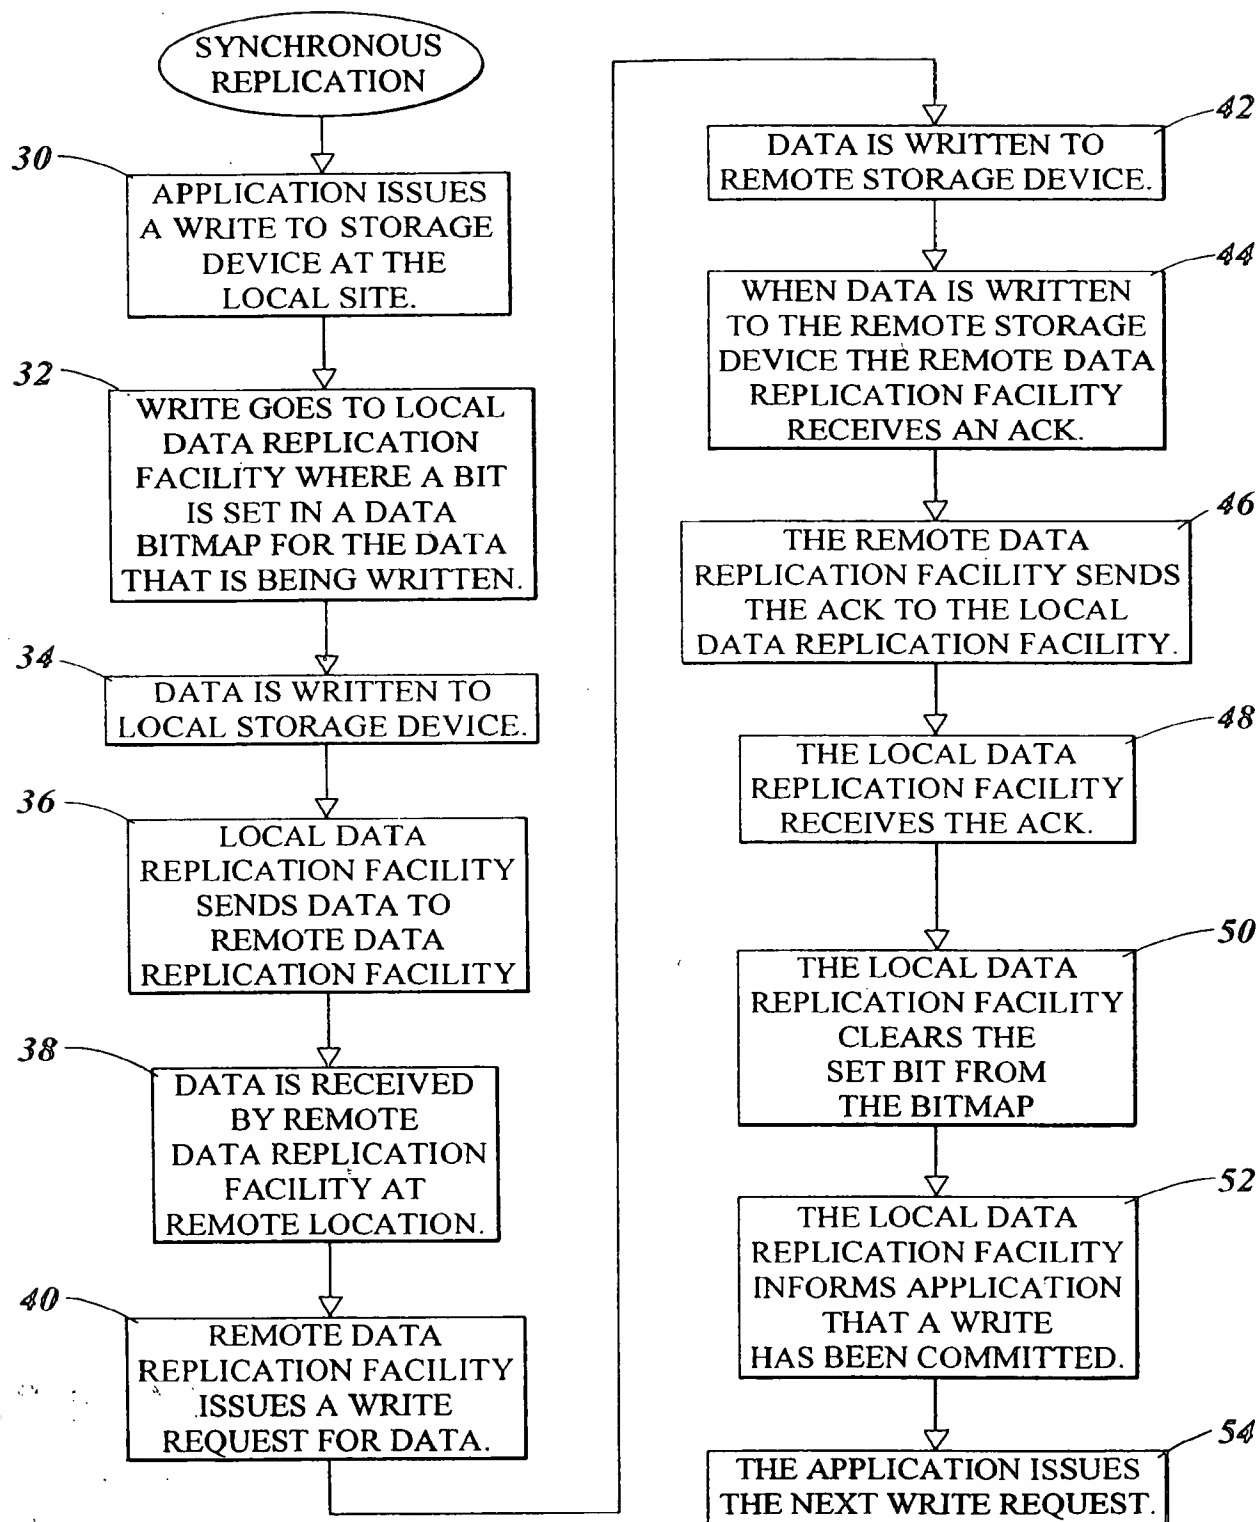 SYNCHRONOUS
REPLICATION
30
APPLICATION ISSUES
A WRITE TO STORAGE
DEVICE AT THE
LOCAL SITE.
32
WRITE GOES TO LOCAL
DATA REPLICATION
FACILITY WHERE A BIT
IS SET IN A DATA
BITMAP FOR THE DATA
THAT IS BEING WRITTEN.
34
DATA IS WRITTEN TO
LOCAL STORAGE DEVICE.
36
LOCAL DATA
REPLICATION FACILITY
SENDS DATA TO
REMOTE DATA
REPLICATION FACILITY
38
DATA IS RECEIVED
BY REMOTE
DATA REPLICATION
FACILITY AT
REMOTE LOCATION.
40
REMOTE DATA
REPLICATION FACILITY
ISSUES A WRITE
REQUEST FOR DATA.
42
DATA IS WRITTEN TO
REMOTE STORAGE DEVICE.
44
WHEN DATA IS WRITTEN
TO THE REMOTE STORAGE
DEVICE THE REMOTE DATA
REPLICATION FACILITY
RECEIVES AN ACK.
46
THE REMOTE DATA
REPLICATION FACILITY SENDS
THE ACK TO THE LOCAL
DATA REPLICATION FACILITY.
48
THE LOCAL DATA
REPLICATION FACILITY
RECEIVES THE ACK.
50
THE LOCAL DATA
REPLICATION FACILITY
CLEARS THE
SET BIT FROM
THE BITMAP
52
THE LOCAL DATA
REPLICATION FACILITY
INFORMS APPLICATION
THAT A WRITE
HAS BEEN COMMITTED.
54
THE APPLICATION ISSUES
THE NEXT WRITE REQUEST.